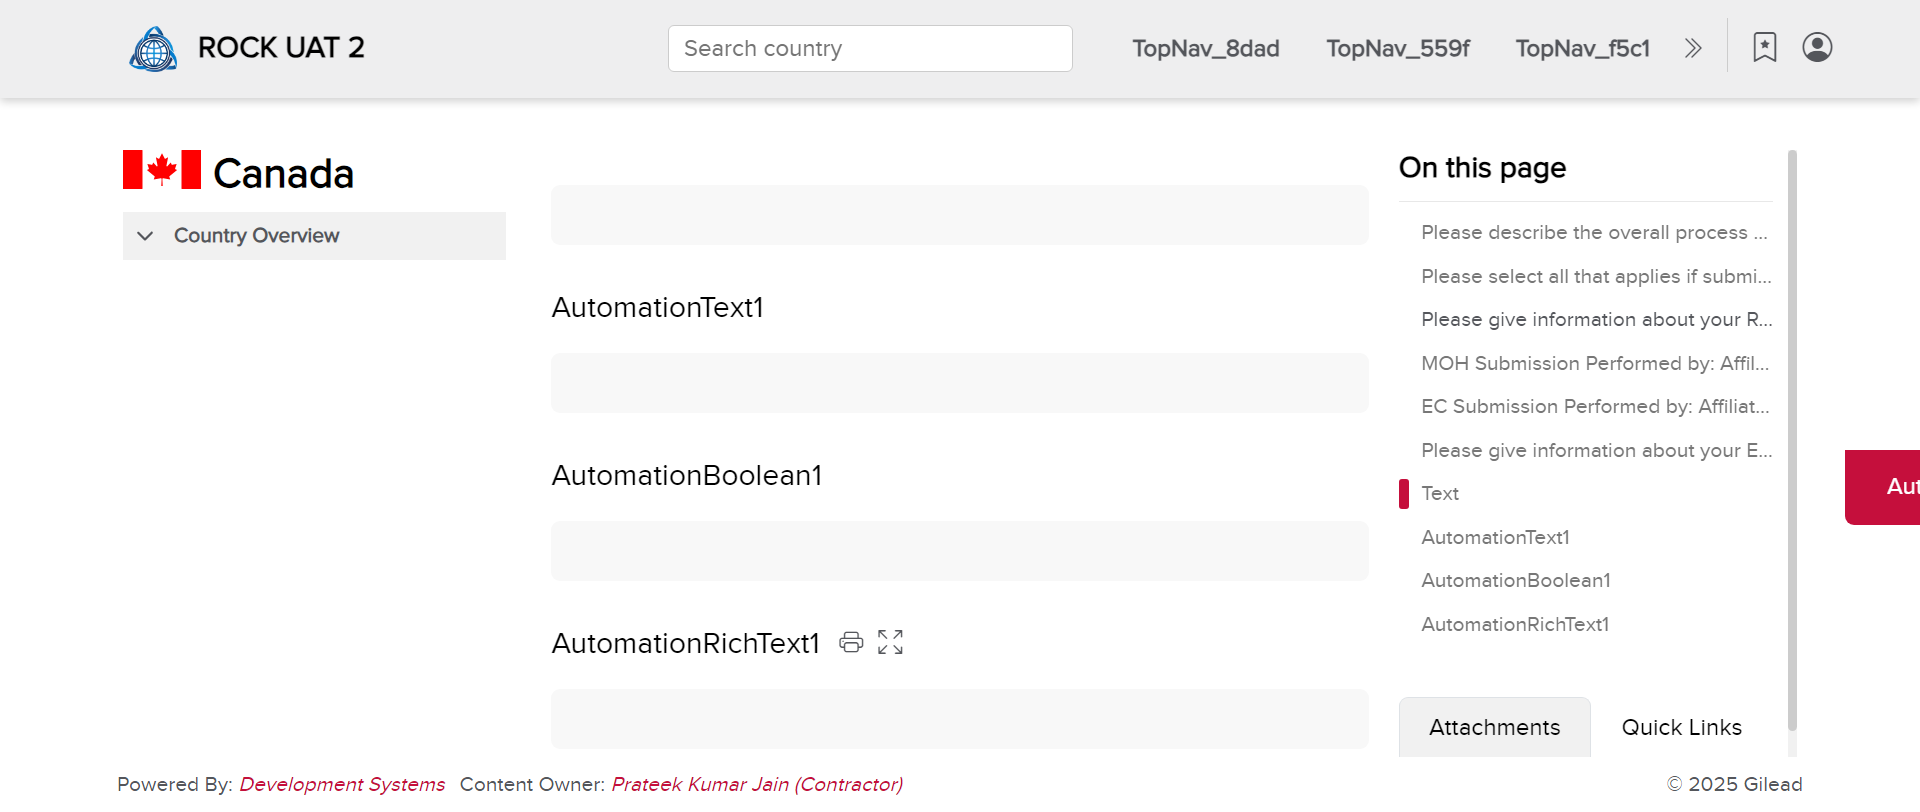 ROCK UAT 2
Search country
TopNav_8dad
TopNav_559f
TopNav_f5c1
Canada
Country Overview
AutomationText1
AutomationBoolean1
AutomationRichText1
On this page
Please describe the overall process ...
Please select all that applies if submi...
Please give information about your R...
MOH Submission Performed by: Affil...
EC Submission Performed by: Affiliat...
Please give information about your E...
Text
AutomationText1
AutomationBoolean1
AutomationRichText1
Attachments
Quick Links
Aut
Powered By: Development Systems Content Owner: Prateek Kumar Jain (Contractor)
© 2025 Gilead